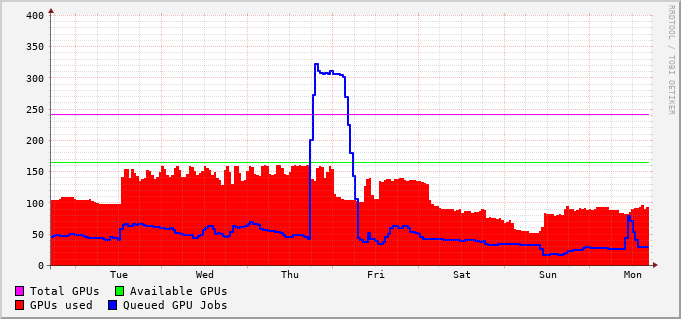 400
350
300
250
200
150
100
50
0
Tue Wed Thu Fri Sat Sun Mon
Total GPUs Available GPUs
GPUs used Queued GPU Jobs
RRDTOOL / TOBI OETIKER